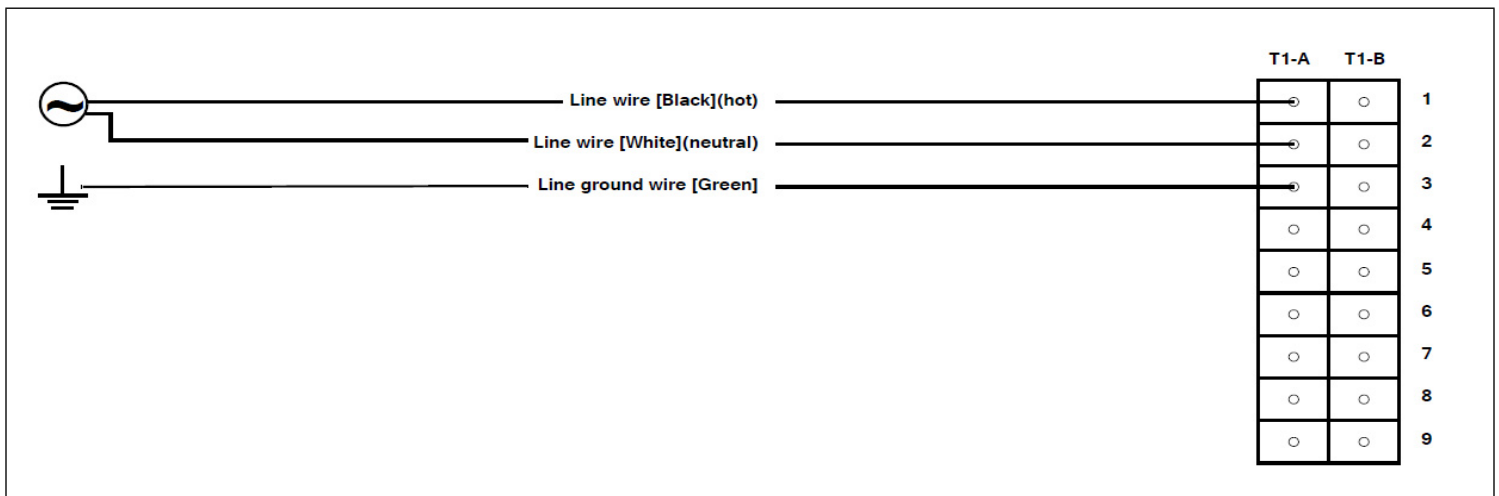 T1-A T1-B
Line wire [Black](hot) 1
Line wire [White](neutral) 2
Line ground wire [Green] 3
4
5
6
7
8
9